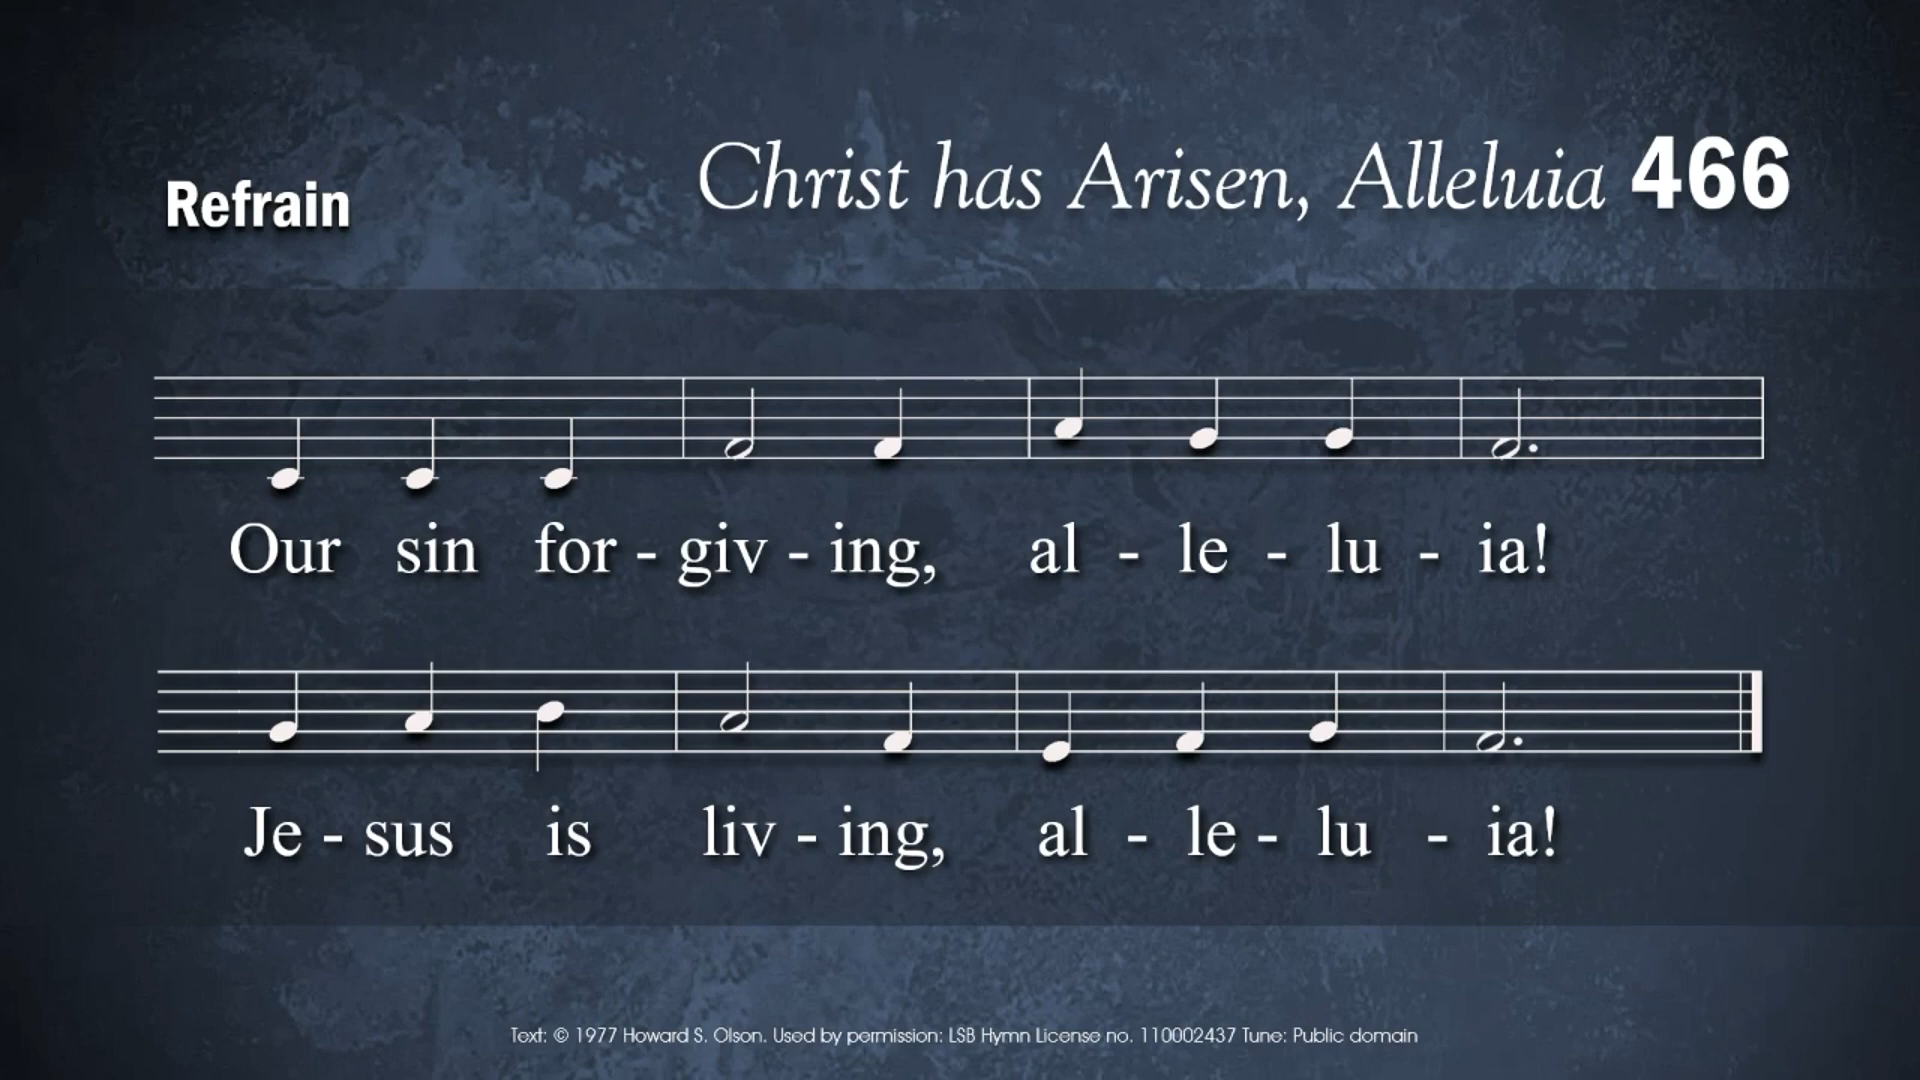 Refrain
Christ has Arisen, Alleluia 466
Our sin for - giv - ing, al - le - lu - ia!
Je - sus is liv - ing, al - le - lu - ia!
Text: © 1977 Howard S. Olson. Used by permission: LSB Hymn License no. 110002437 Tune: Public domain